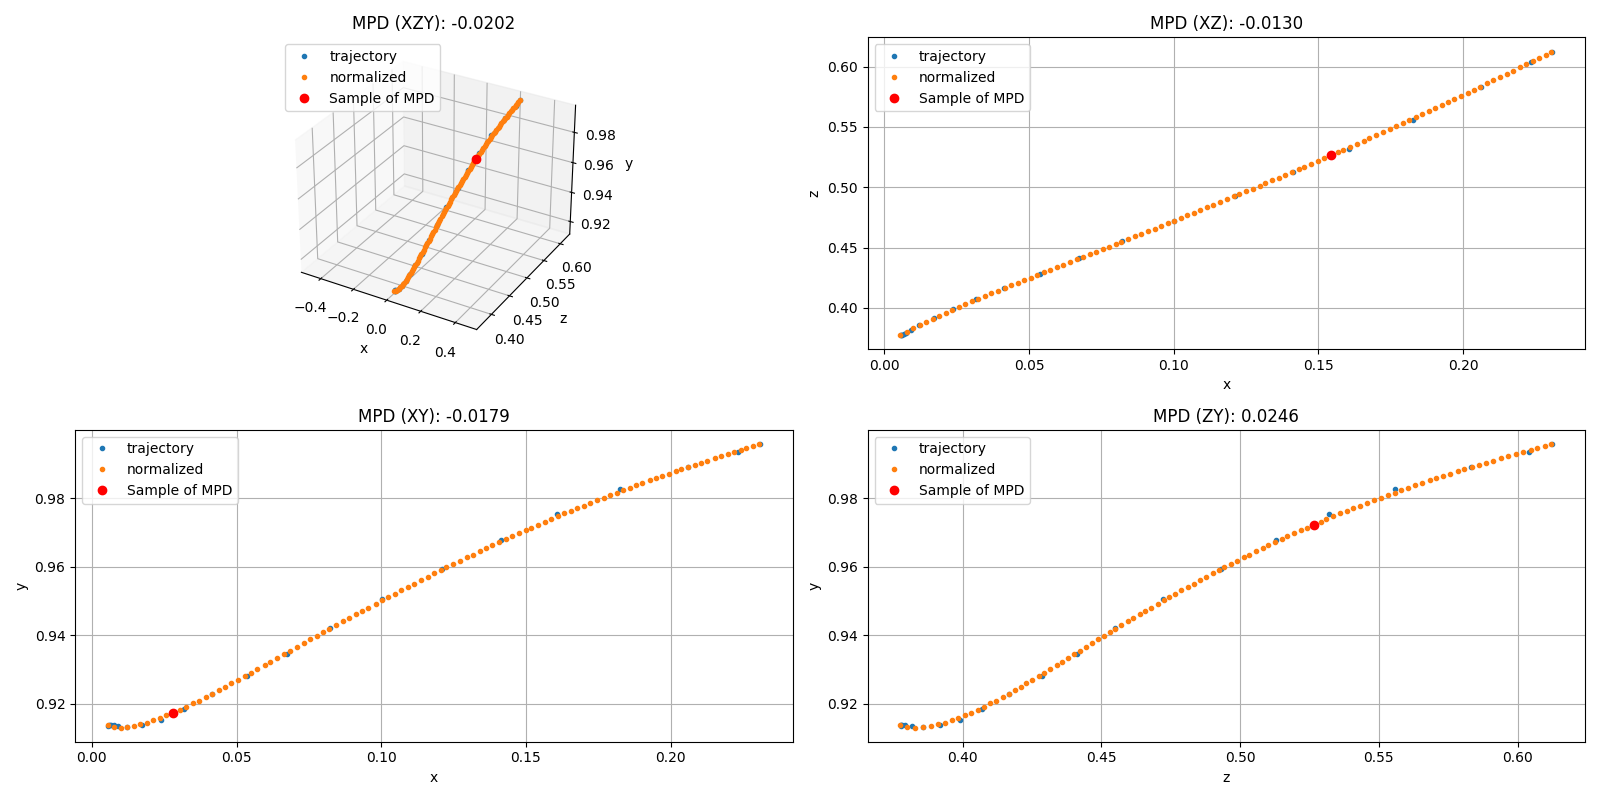 MPD (XZY): -0.0202
trajectory
normalized
Sample of MPD
0.98
0.96
0.94
0.92
y
0.60
0.55
0.50
0.45
0.40
z
−0.4
−0.2
0.0
0.2
0.4
x
MPD (XZ): -0.0130
trajectory
normalized
Sample of MPD
0.60
0.55
0.50
0.45
0.40
z
0.00 0.05 0.10 0.15 0.20
x
MPD (XY): -0.0179
trajectory
normalized
Sample of MPD
0.98
0.96
0.94
0.92
y
0.00 0.05 0.10 0.15 0.20
x
MPD (ZY): 0.0246
trajectory
normalized
Sample of MPD
0.98
0.96
0.94
0.92
y
0.40 0.45 0.50 0.55 0.60
z